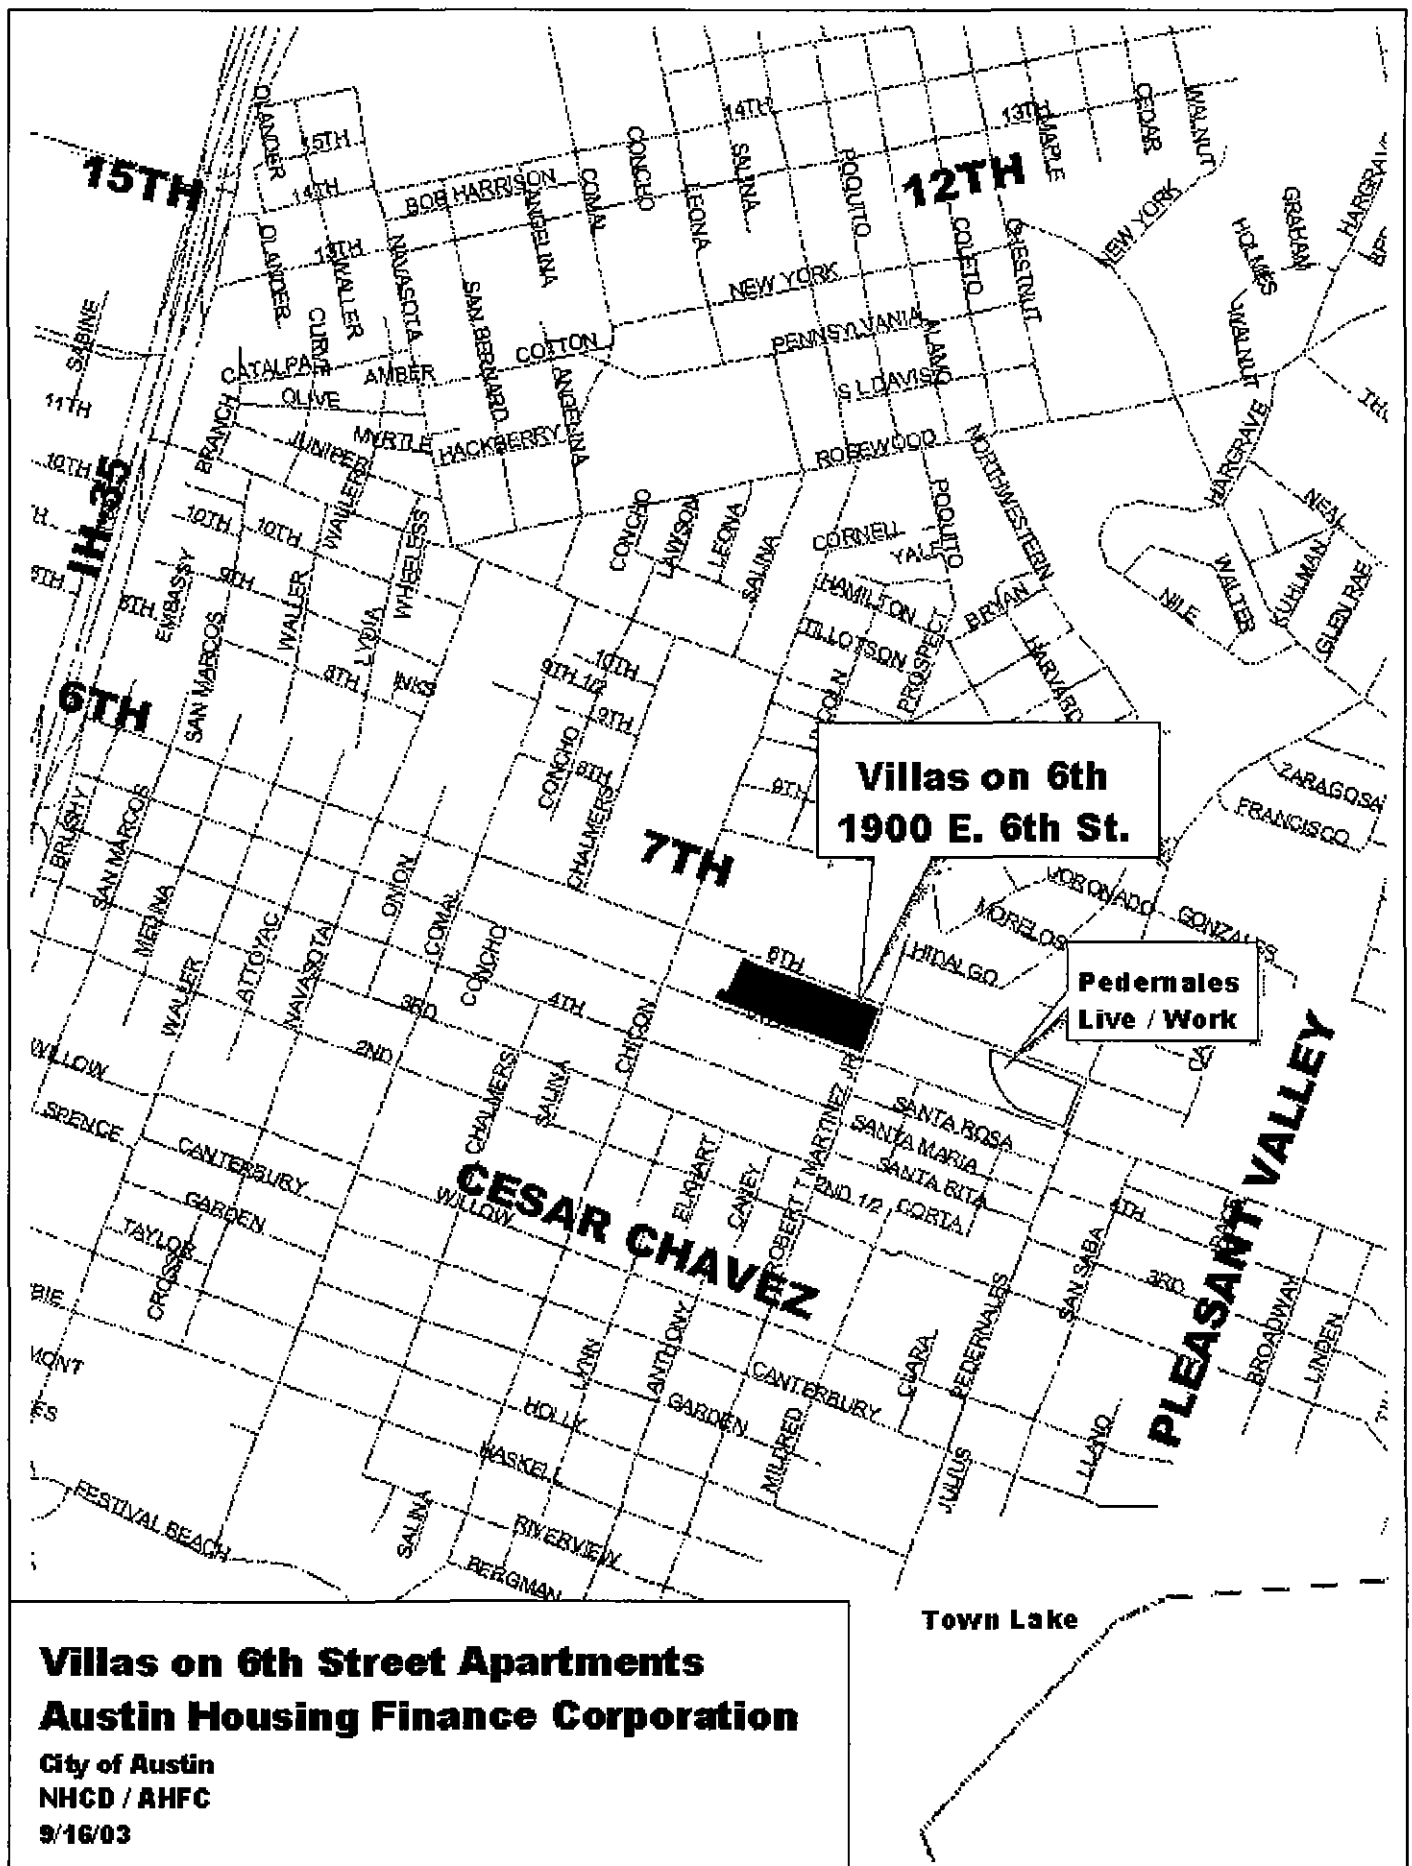 OLANDER
15TH
14TH
15TH
BOB HARRISON
13TH
OLANDER
WALLER
NAVASOTA
ANGELINA
COMAL
CONCHO
LEONA
SALINA
14TH
POQUITO
12TH
13TH
MAPLE
CEDAR
WALNUT
NEW YORK
COLETO
CHESTNUT
HOLMES
GRAHAM
SABINE
CURVE
SAN BERNARD
NEW YORK
PENNSYLVANIA
ALAMO
WALNUT
CATALPA
AMBER
COTTON
OLIVE
S L DAVIS
11TH
BRANCH
JUNIPER
MYRTLE
HACKBERRY
ROSEWOOD
NORTHWESTERN
HARGRAVE
NEAL
10TH
IH-35
10TH
10TH
WALLER
WHEELESS
CONCHO
LAWSON
LEONA
SALINA
CORNELL
POQUITO
8TH
EMBASSY
9TH
WALLER
LYDIA
HAMILTON
BRYAN
NILE
WALTER
KUHLMAN
GLEN RAE
SAN MARCOS
8TH
INKS
9TH 1/2
10TH
9TH
8TH
TILLOTSON
PROSPECT
HARVARD
6TH
CONCHO
CHALMERS
Villas on 6th
1900 E. 6th St.
ZARAGOSA
FRANCISCO
BRUSHY
SAN MARCOS
MEDINA
ONION
COMAL
7TH
CORONADO
GONZALES
MORELOS
HIDALGO
WALLER
ATTOYAC
NAVASOTA
CONCHO
3RD
2ND
4TH
CHICON
6TH
Pedernales
Live / Work
WILLOW
SPENCE
CANTERBURY
GARDEN
TAYLOR
CROSS
CHALMERS
SALINA
WILLOW
CESAR CHAVEZ
ELKHART
CANEY
ROBERT T MARTINEZ JR
SANTA ROSA
SANTA MARIA
SANTA RITA
2ND 1/2
CORTA
4TH
3RD
PLEASANT VALLEY
SAN SABA
PEDERNALES
BROADWAY
LINDEN
LYNN
ANTHONY
CANTERBURY
CLARA
HOLLY
GARDEN
HASKELL
MILDRED
JULIUS
LLANO
FESTIVAL BEACH
SALINA
RIVERVIEW
BERGMAN
Town Lake
Villas on 6th Street Apartments
Austin Housing Finance Corporation
City of Austin
NHCD / AHFC
9/16/03